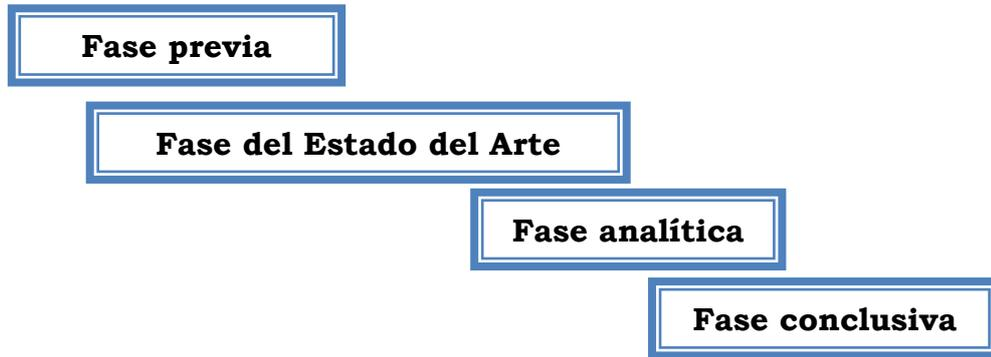 Fase previa
Fase del Estado del Arte
Fase analítica
Fase conclusiva